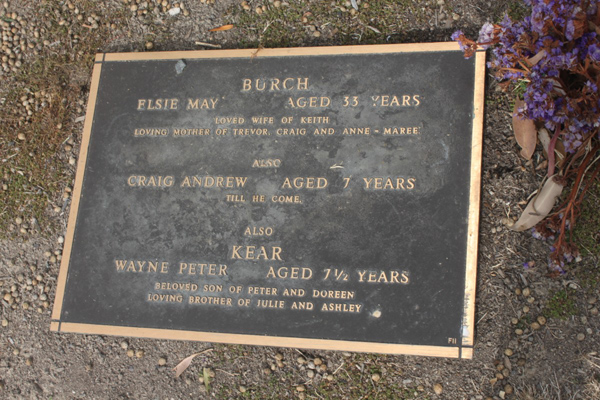 BURCH
ELSIE MAY AGED 33 YEARS
LOVED WIFE OF KEITH
LOVING MOTHER OF TREVOR, CRAIG AND ANNE - MAREE
ALSO
CRAIG ANDREW AGED 7 YEARS
TILL HE COME.
ALSO
KEAR
WAYNE PETER AGED 7½ YEARS
BELOVED SON OF PETER AND DOREEN
LOVING BROTHER OF JULIE AND ASHLEY
F11